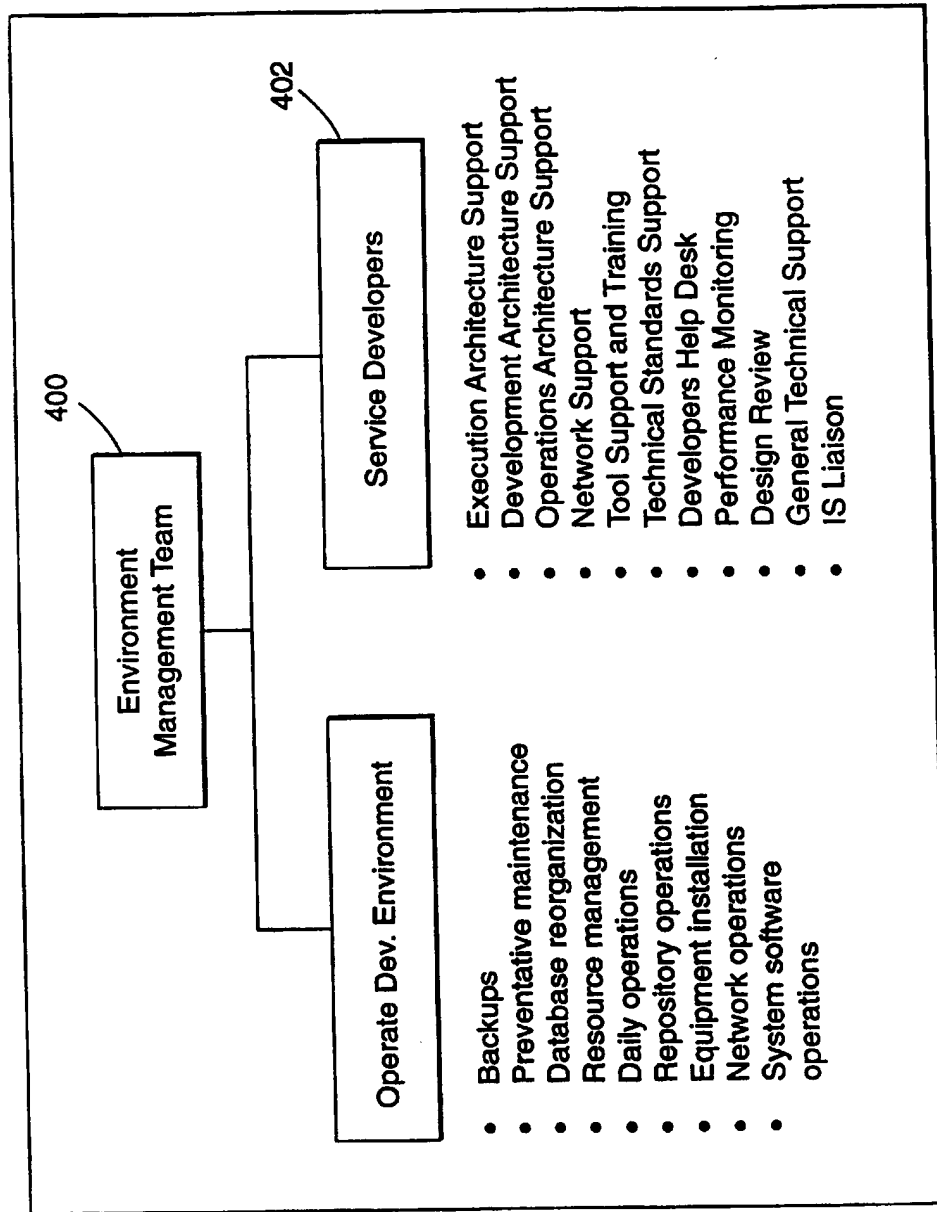 400
Environment
Management Team
402
Operate Dev. Environment
Service Developers
• Backups
• Preventative maintenance
• Database reorganization
• Resource management
• Daily operations
• Repository operations
• Equipment installation
• Network operations
• System software
operations
• Execution Architecture Support
• Development Architecture Support
• Operations Architecture Support
• Network Support
• Tool Support and Training
• Technical Standards Support
• Developers Help Desk
• Performance Monitoring
• Design Review
• General Technical Support
• IS Liaison